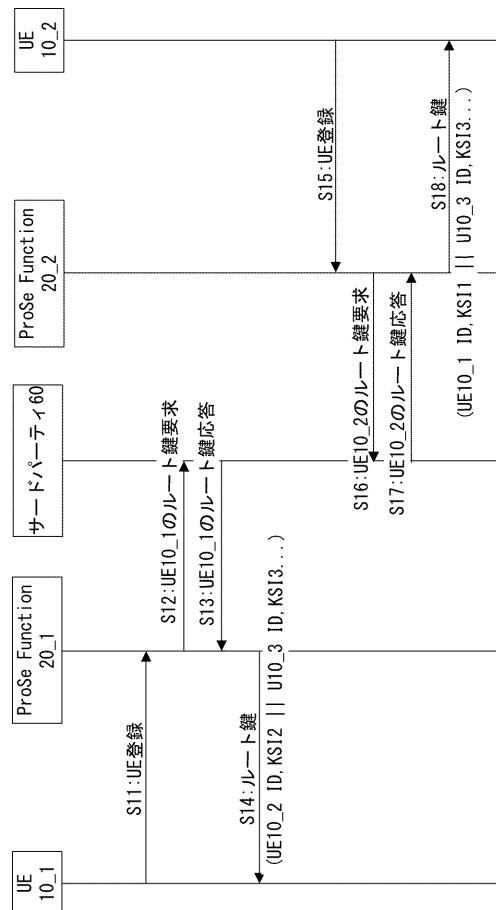 UE
10_1
ProSe Function
20_1
サードパーティ60
ProSe Function
20_2
UE
10_2
S11:UE登録
S12:UE10_1のルート鍵要求
S13:UE10_1のルート鍵応答
S14:ルート鍵
(UE10_2 ID,KSI2 || U10_3 ID,KSI3...)
S15:UE登録
S16:UE10_2のルート鍵要求
S17:UE10_2のルート鍵応答
S18:ルート鍵
(UE10_1 ID,KSI1 || U10_3 ID,KSI3...)